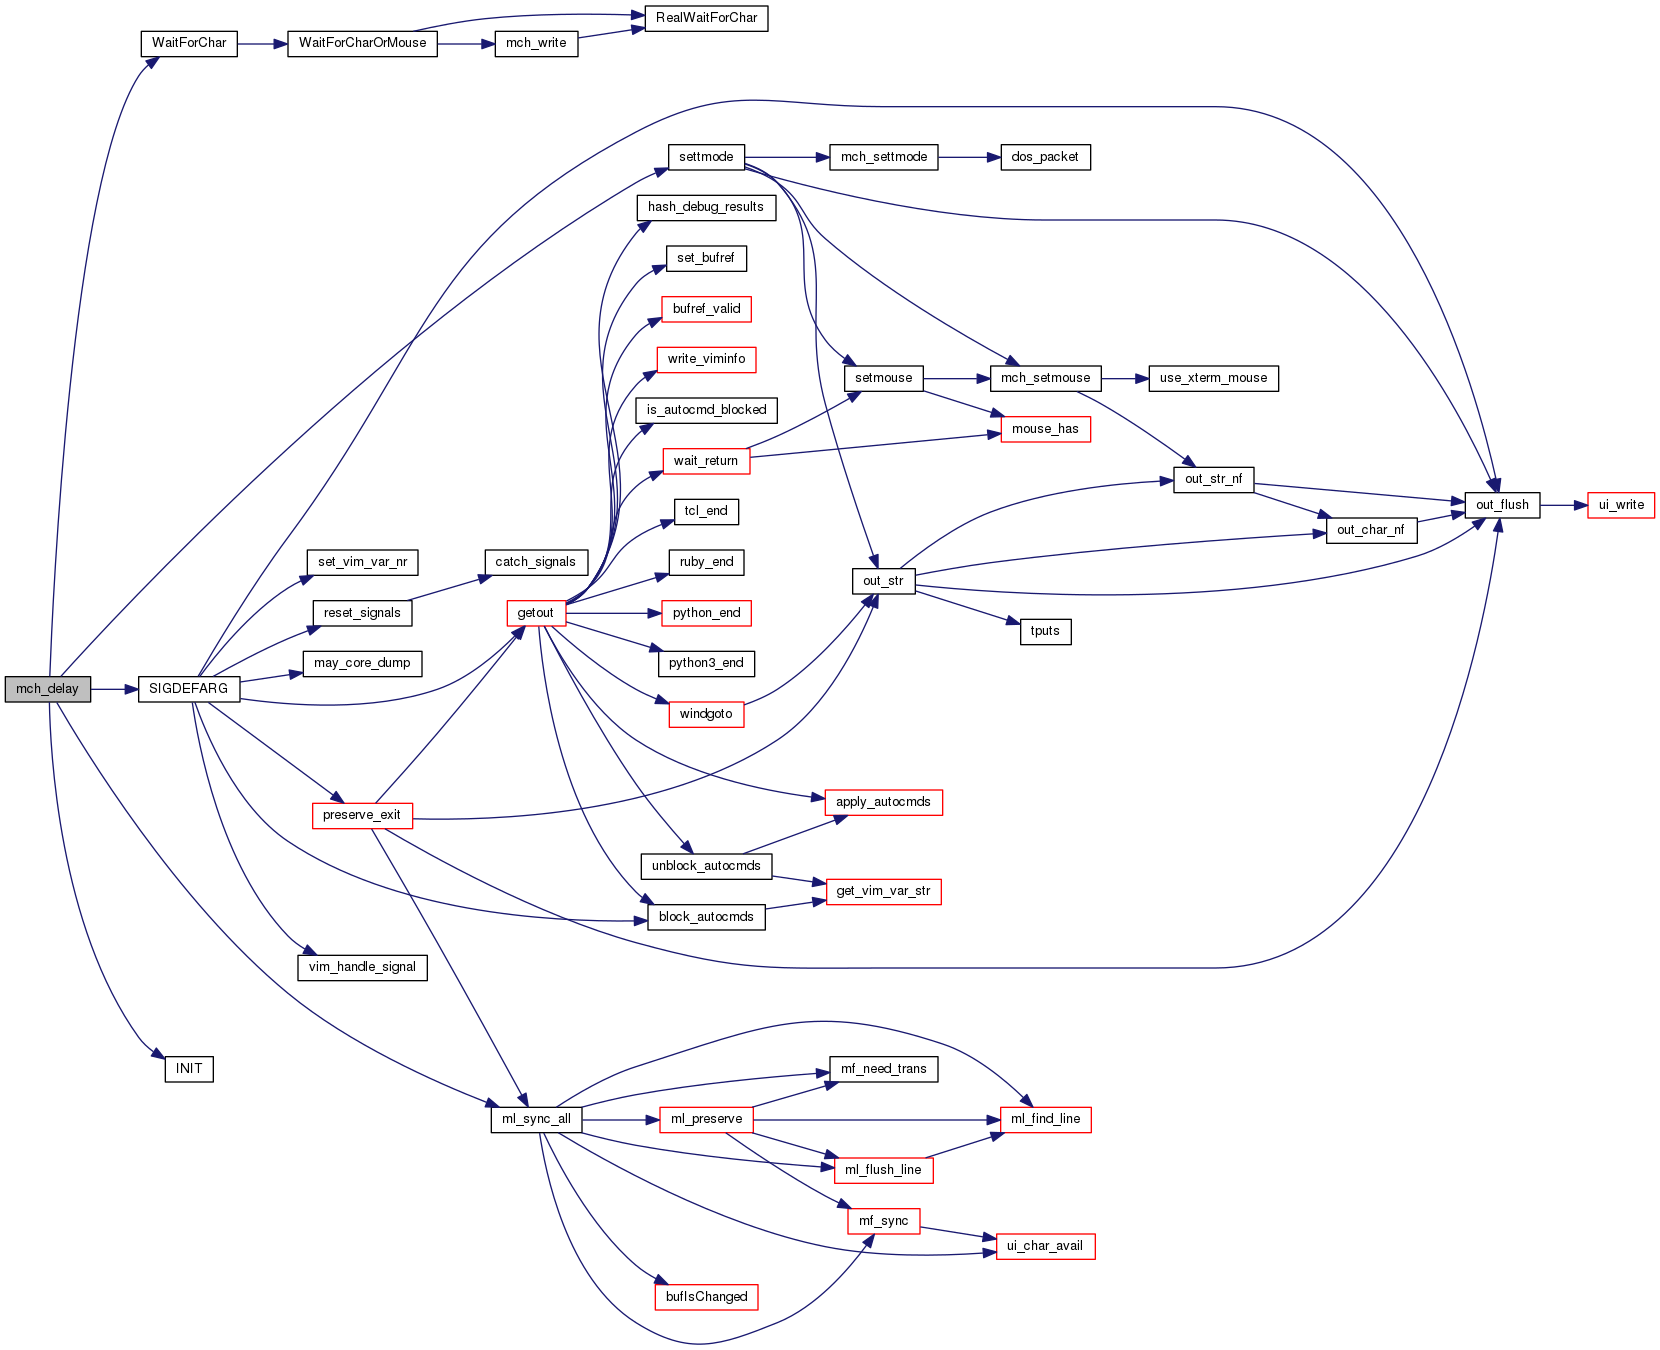 RealWaitForChar
WaitForChar
WaitForCharOrMouse
mch_write
settmode
mch_settmode
dos_packet
hash_debug_results
set_bufref
bufref_valid
write_viminfo
setmouse
mch_setmouse
use_xterm_mouse
is_autocmd_blocked
mouse_has
wait_return
out_str_nf
tcl_end
out_flush
ui_write
out_char_nf
set_vim_var_nr
catch_signals
ruby_end
out_str
reset_signals
getout
python_end
tputs
may_core_dump
python3_end
mch_delay
SIGDEFARG
windgoto
preserve_exit
apply_autocmds
unblock_autocmds
get_vim_var_str
block_autocmds
vim_handle_signal
INIT
mf_need_trans
ml_sync_all
ml_preserve
ml_find_line
ml_flush_line
mf_sync
ui_char_avail
bufIsChanged